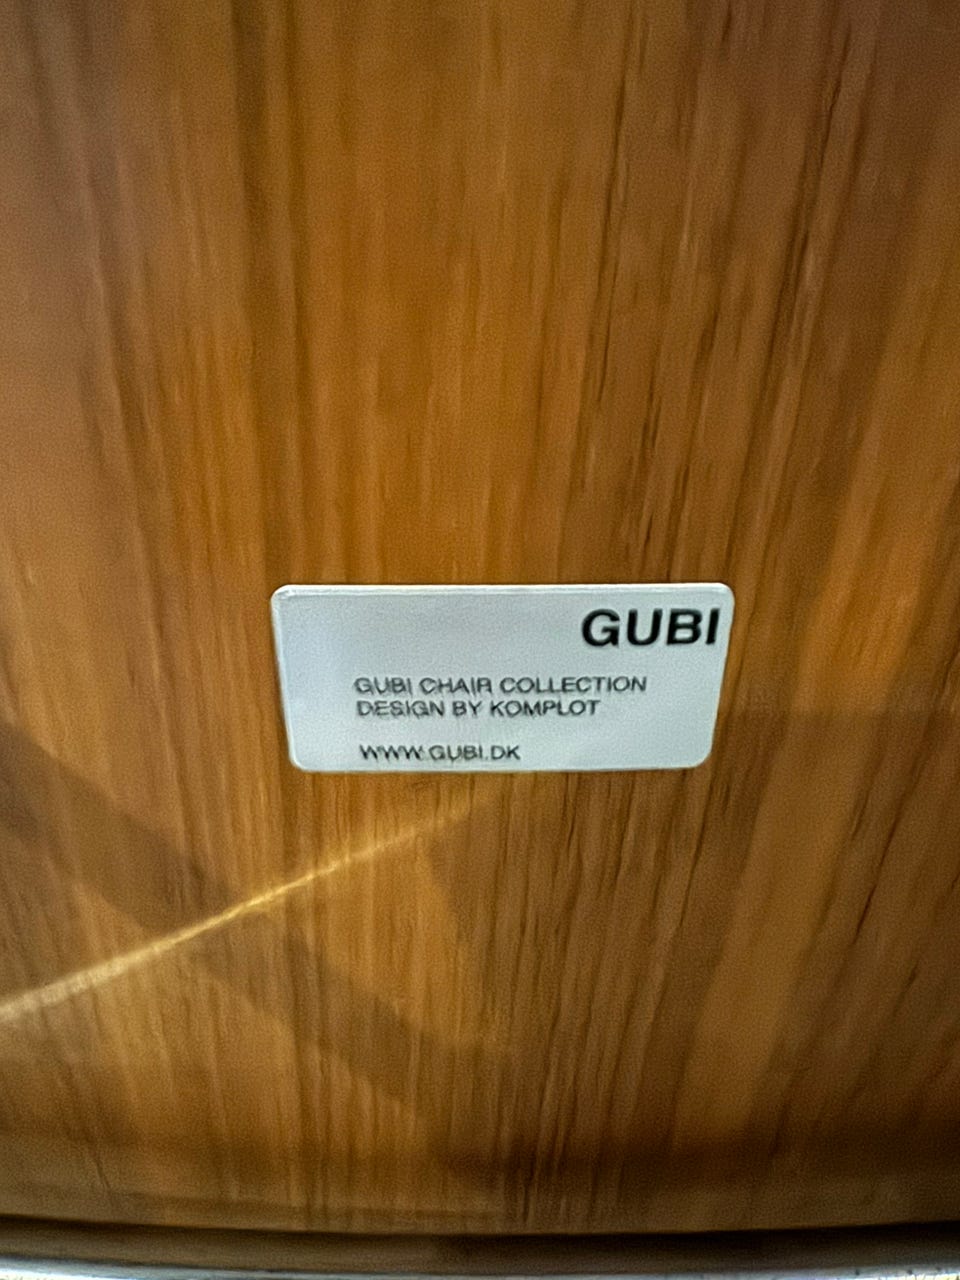 GUBI
GUBI CHAIR COLLECTION
DESIGN BY KOMPLOT
WWW.GUBI.DK